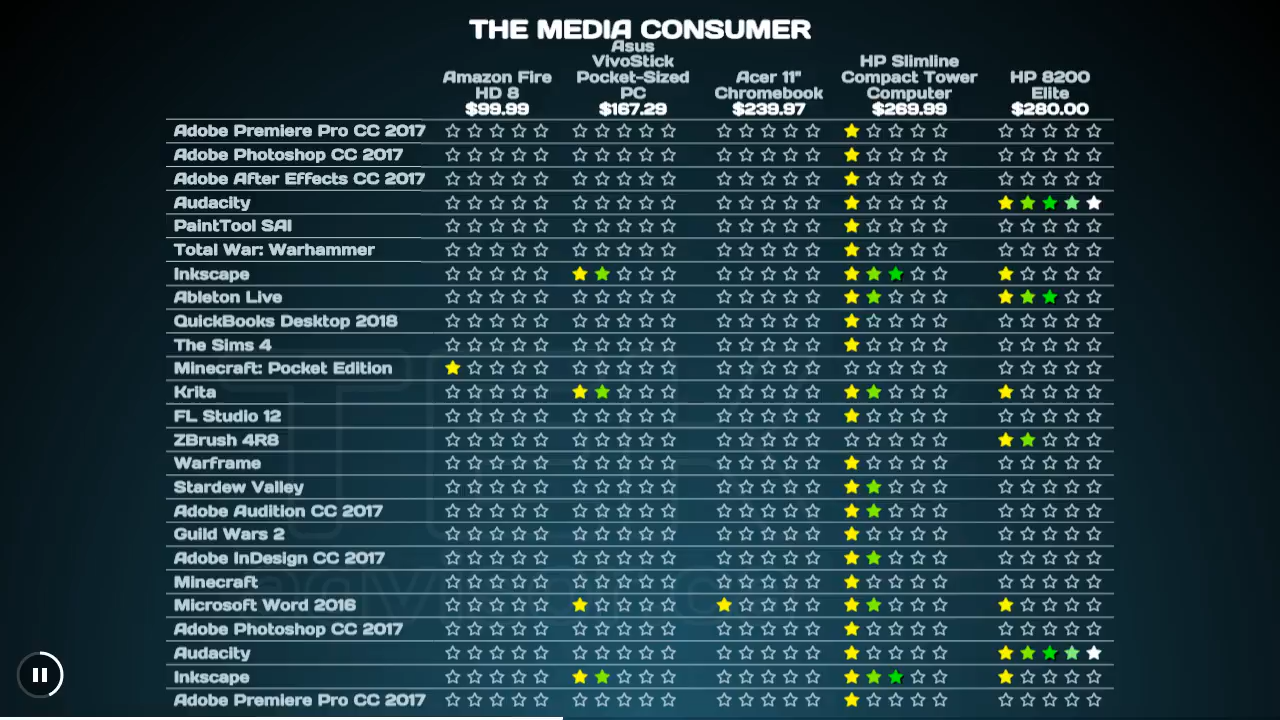 THE MEDIA CONSUMER
Amazon Fire
HD 8
$99.99
Asus
VivoStick
Pocket-Sized
PC
$167.29
Acer 11"
Chromebook
$239.97
HP Slimline
Compact Tower
Computer
$269.99
HP 8200
Elite
$280.00
Adobe Premiere Pro CC 2017
Adobe Photoshop CC 2017
Adobe After Effects CC 2017
Audacity
PaintTool SAI
Total War: Warhammer
Inkscape
Ableton Live
QuickBooks Desktop 2018
The Sims 4
Minecraft: Pocket Edition
Krita
FL Studio 12
ZBrush 4R8
Warframe
Stardew Valley
Adobe Audition CC 2017
Guild Wars 2
Adobe InDesign CC 2017
Minecraft
Microsoft Word 2016
Adobe Photoshop CC 2017
Audacity
Inkscape
Adobe Premiere Pro CC 2017